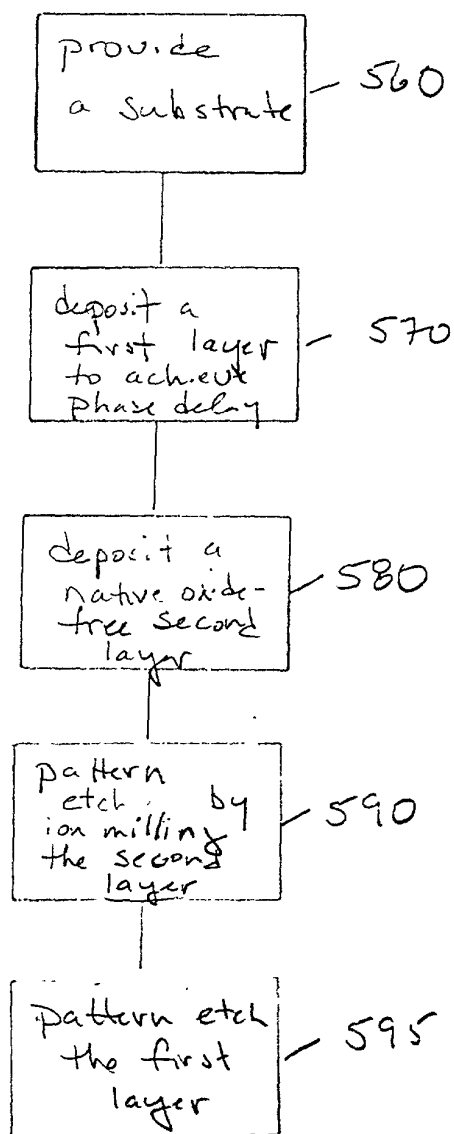 provide
a substrate
560
deposit a
first layer
to achieve
phase delay
570
deposit a
native oxide-
free second
layer
580
pattern
etch by
ion milling
the second
layer
590
pattern etch
the first
layer
595